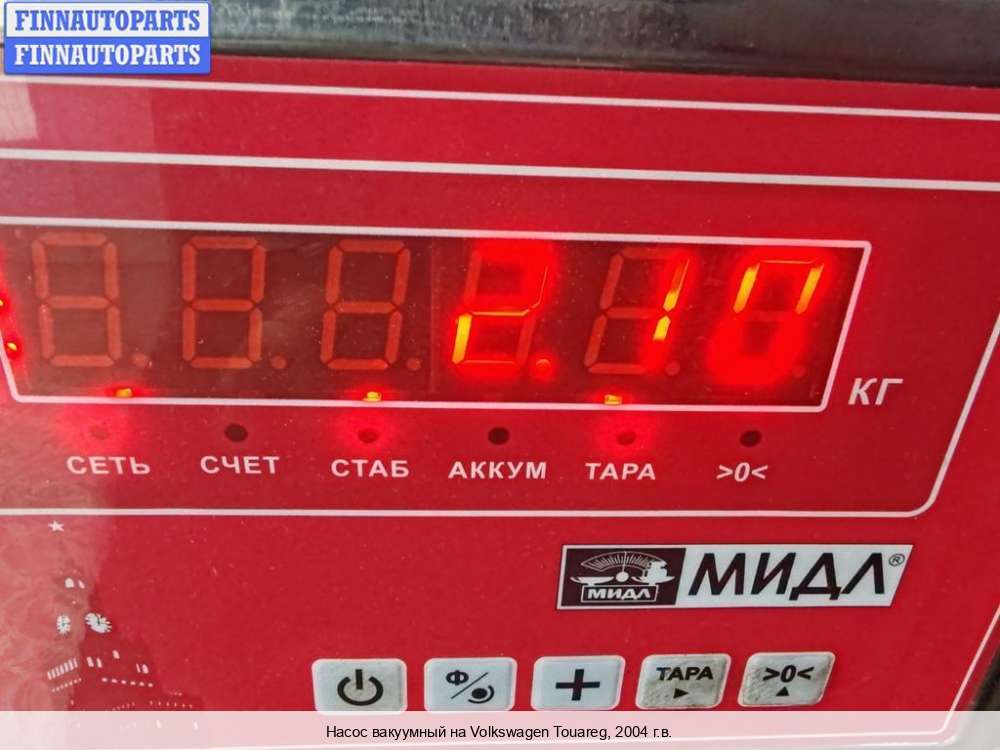 FINNAUTOPARTS
FINNAUTOPARTS
2.10
КГ
СЕТЬ СЧЕТ СТАБ АККУМ ТАРА >0<
МИДЛ МИДЛ®
Ф/ + ТАРА >0<
Насос вакуумный на Volkswagen Touareg, 2004 г.в.